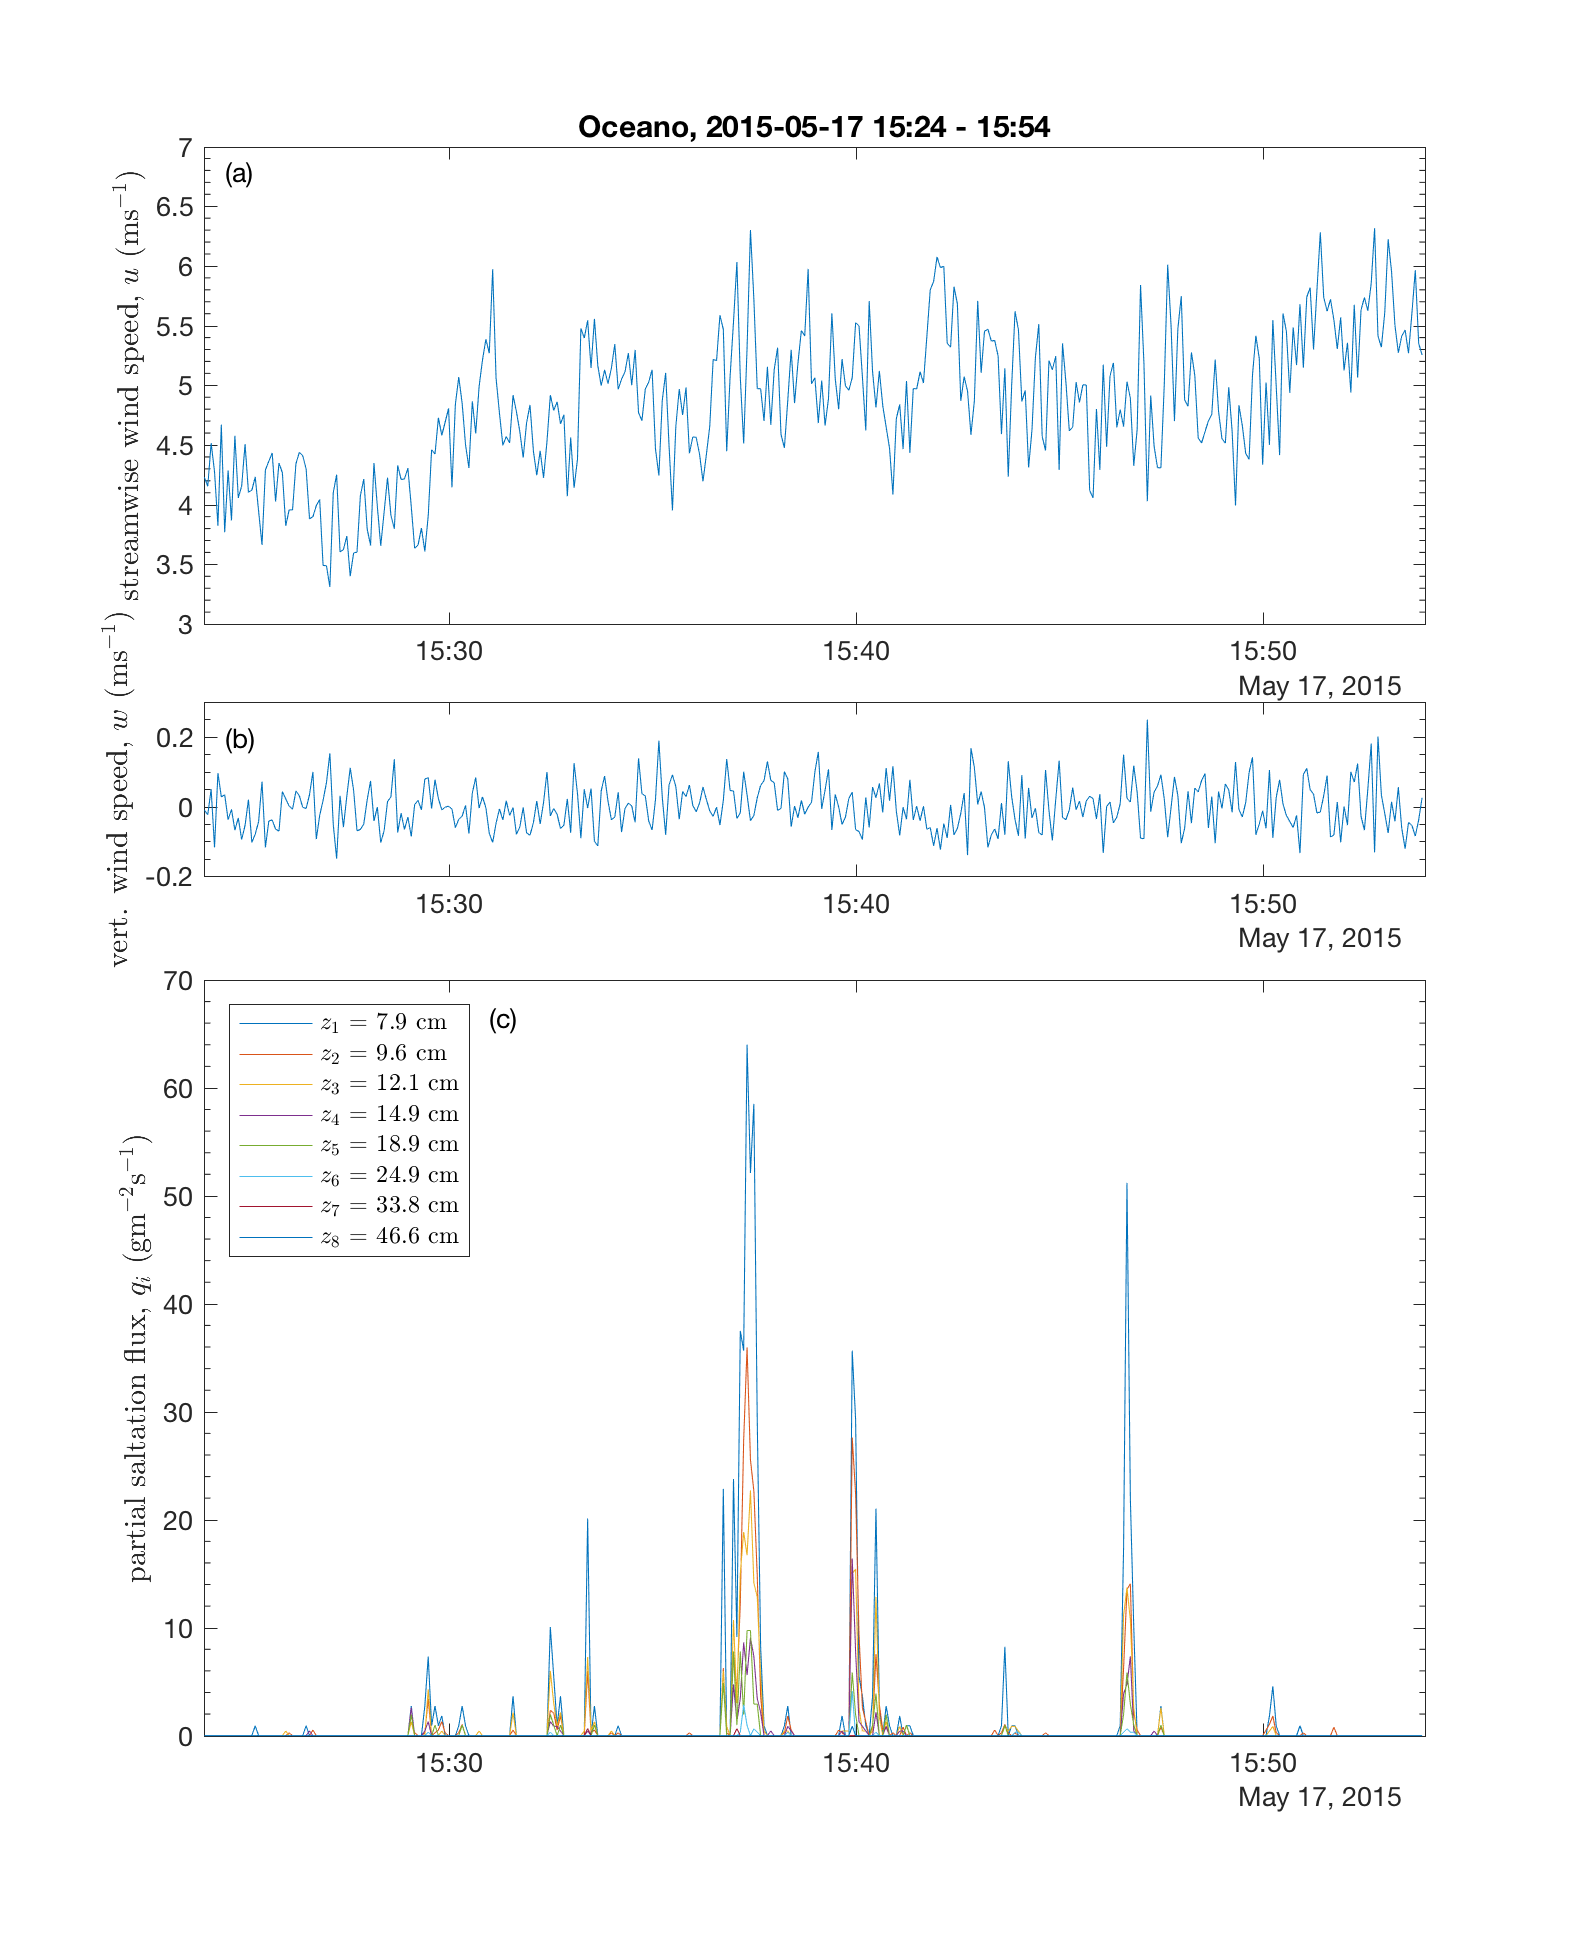 Oceano, 2015-05-17 15:24 - 15:54
(a)
streamwise wind speed, u (ms⁻¹)
7
6.5
6
5.5
5
4.5
4
3.5
3
15:30 15:40 15:50
May 17, 2015
(b)
vert. wind speed, w (ms⁻¹)
0.2
0
-0.2
15:30 15:40 15:50
May 17, 2015
(c)
partial saltation flux, qᵢ (gm⁻²s⁻¹)
70
60
50
40
30
20
10
0
z₁ = 7.9 cm
z₂ = 9.6 cm
z₃ = 12.1 cm
z₄ = 14.9 cm
z₅ = 18.9 cm
z₆ = 24.9 cm
z₇ = 33.8 cm
z₈ = 46.6 cm
15:30 15:40 15:50
May 17, 2015